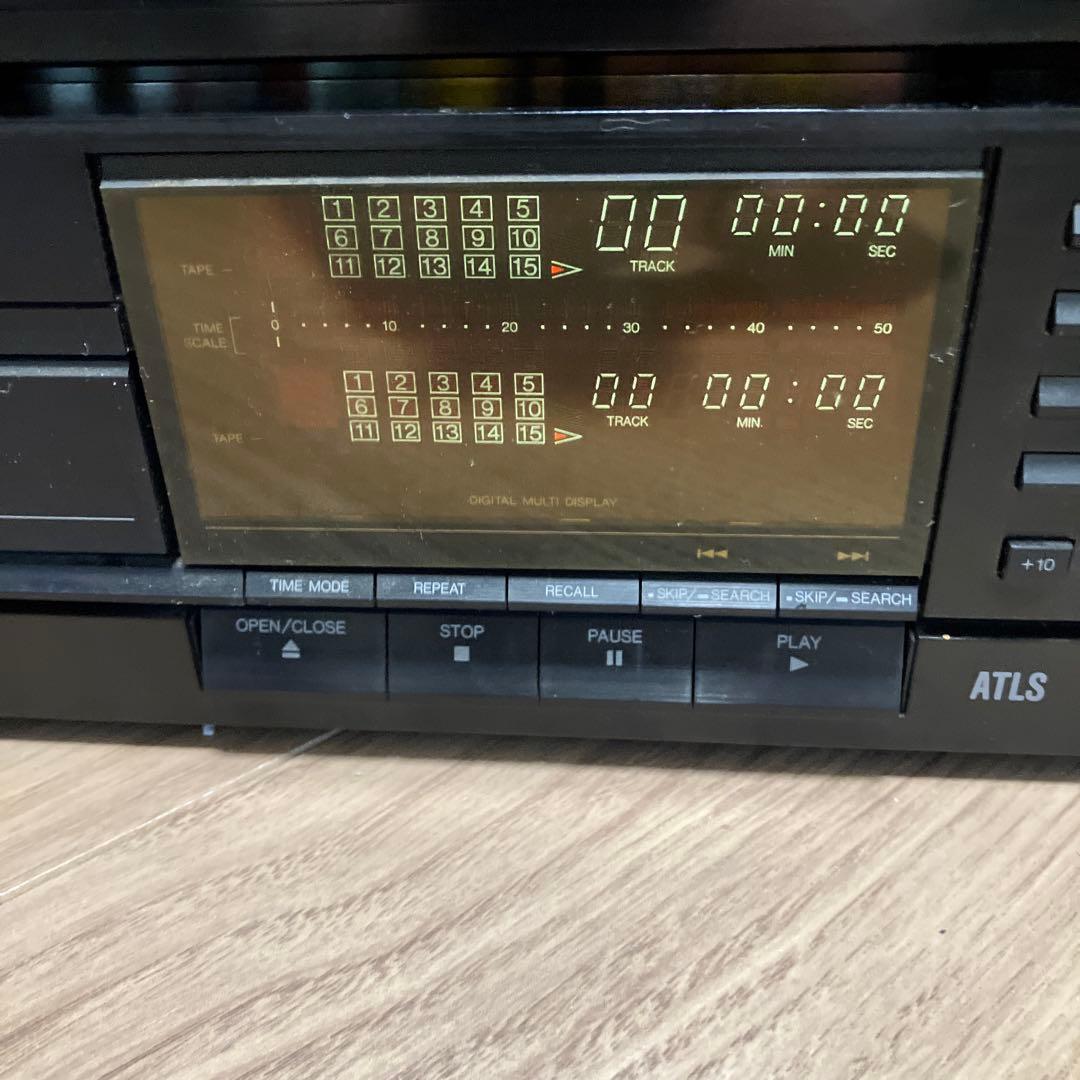 1 2 3 4 5 00 00:00
6 7 8 9 10 MIN SEC
11 12 13 14 15 TRACK
TAPE
TIME SCALE 0 10 20 30 40 50
1 2 3 4 5 00 00:00
6 7 8 9 10 TRACK MIN. SEC
11 12 13 14 15
TAPE
DIGITAL MULTI DISPLAY
TIME MODE REPEAT RECALL ▪SKIP/▬SEARCH ▪SKIP/▬SEARCH
OPEN/CLOSE STOP PAUSE PLAY
+10
ATLS